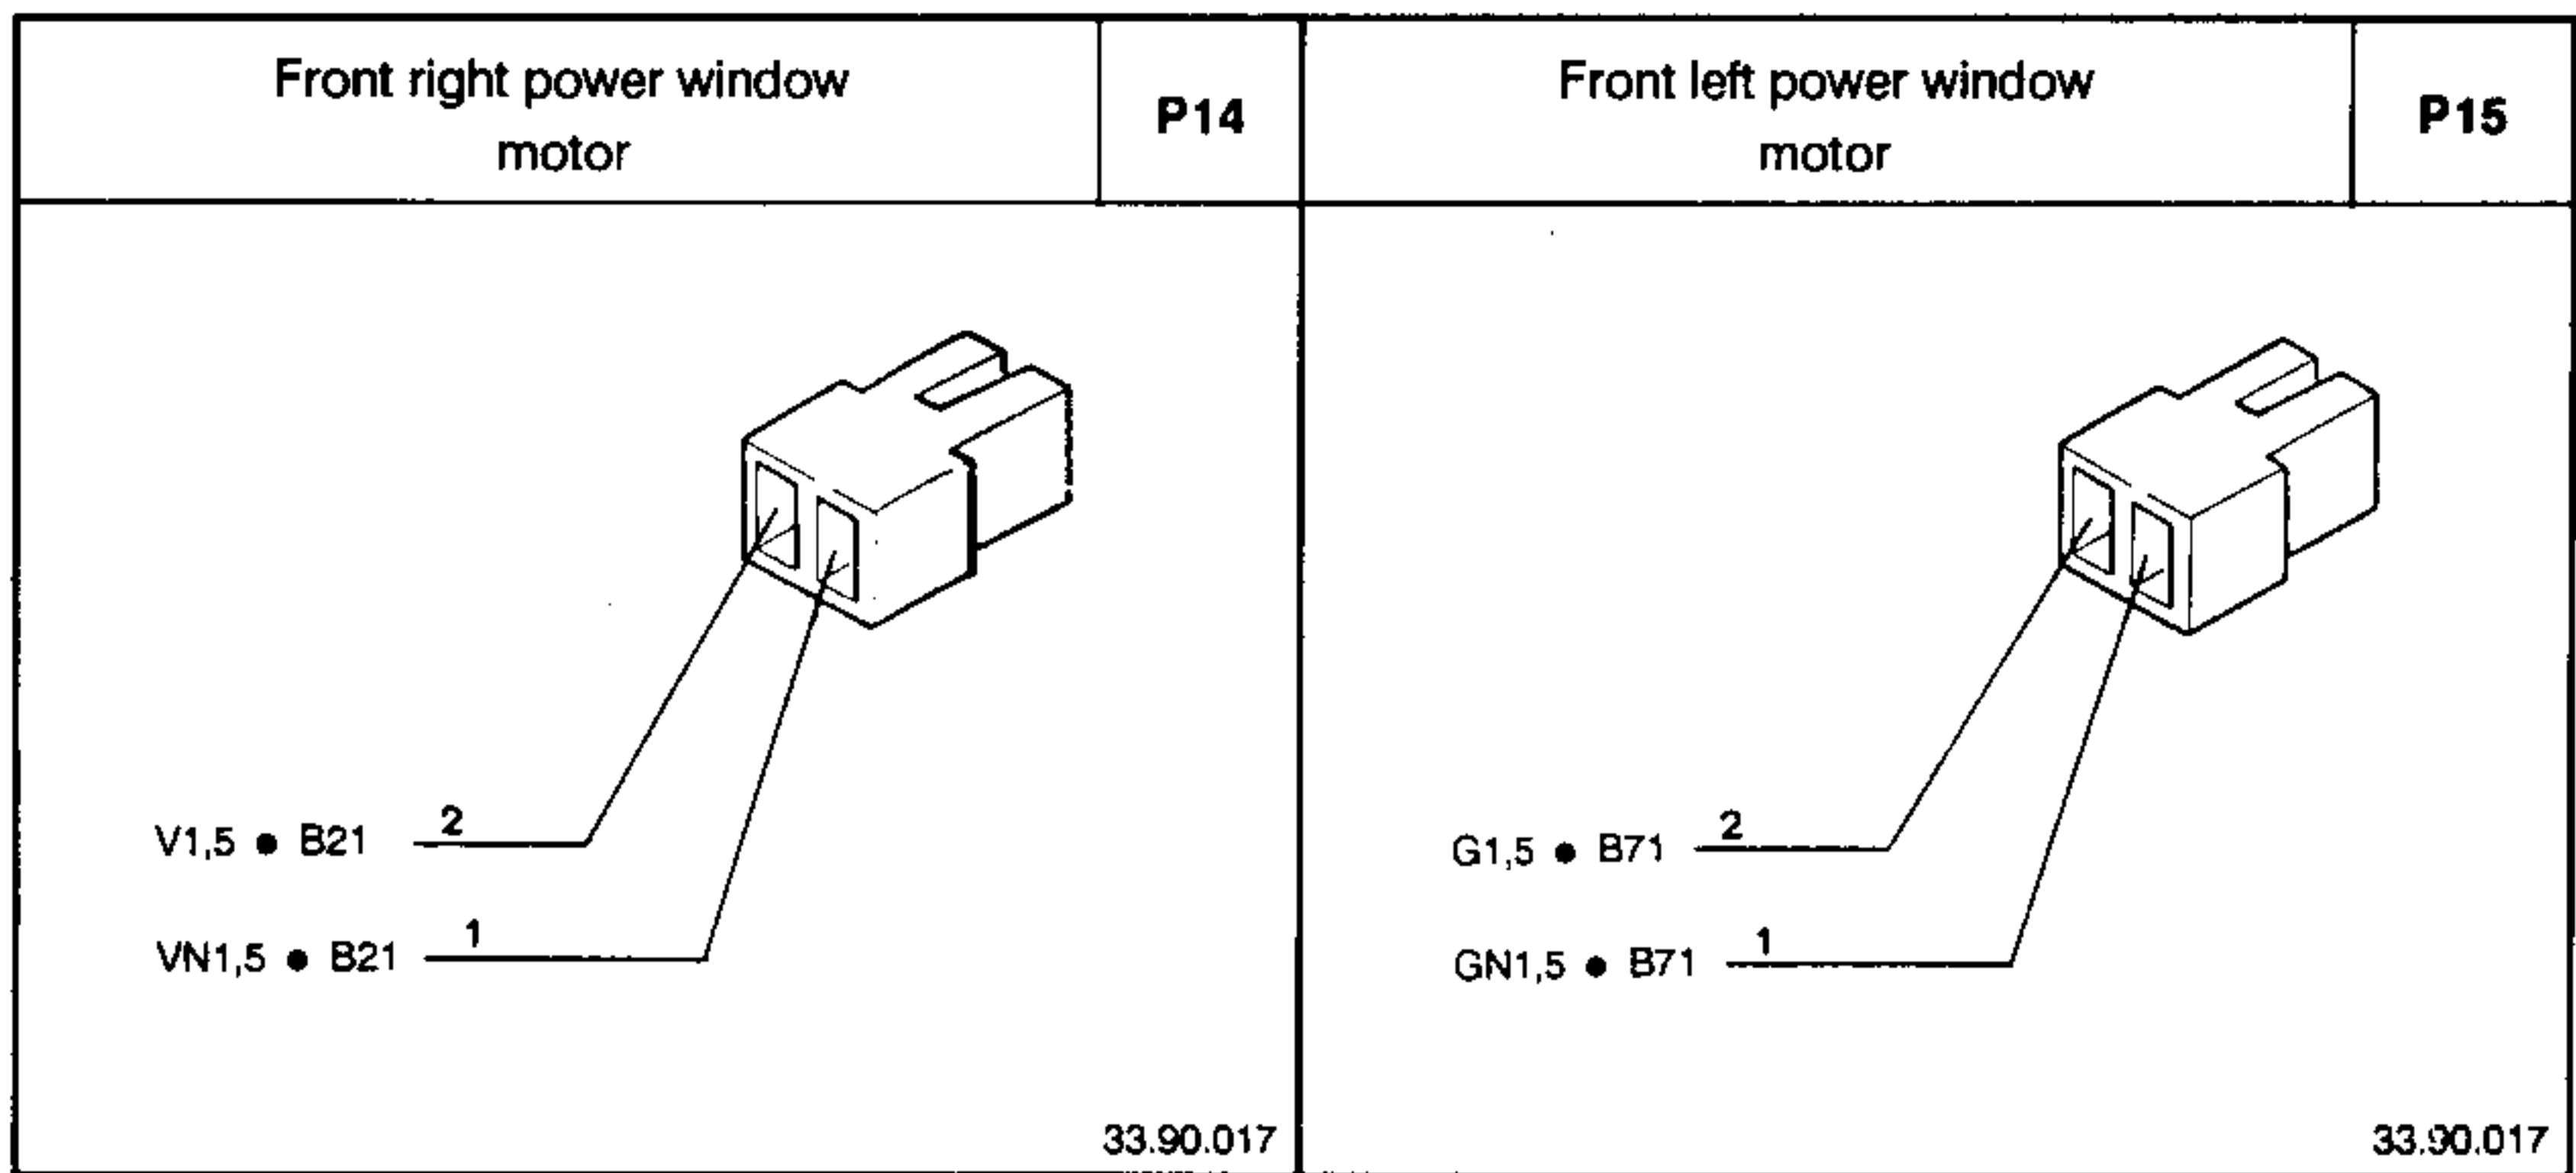 Front right power window
motor
P14
Front left power window
motor
P15
V1,5 ● B21 2
VN1,5 ● B21 1
33.90.017
G1,5 ● B71 2
GN1,5 ● B71 1
33.90.017